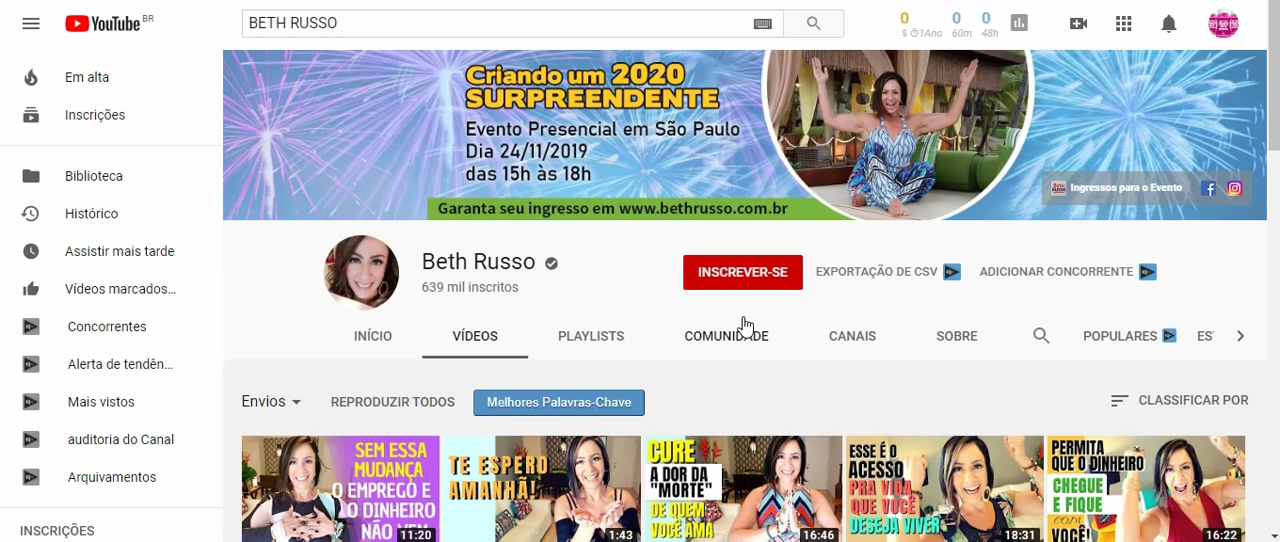 YouTube BR
BETH RUSSO
0 0 0
$ 1Ano 60m 48h
Em alta
Inscrições
Biblioteca
Histórico
Assistir mais tarde
Vídeos marcados...
Concorrentes
Alerta de tendên...
Mais vistos
auditoria do Canal
Arquivamentos
INSCRIÇÕES
Criando um 2020
SURPREENDENTE
Evento Presencial em São Paulo
Dia 24/11/2019
das 15h às 18h
Garanta seu ingresso em www.bethrusso.com.br
Ingressos para o Evento
Beth Russo
639 mil inscritos
INSCREVER-SE
EXPORTAÇÃO DE CSV
ADICIONAR CONCORRENTE
INÍCIO VÍDEOS PLAYLISTS COMUNIDADE CANAIS SOBRE POPULARES
Envios REPRODUZIR TODOS Melhores Palavras-Chave CLASSIFICAR POR
SEM ESSA
MUDANÇA
O EMPREGO E
O DINHEIRO
NÃO VEM
11:20
TE ESPERO
AMANHÃ!
1:43
CURE
A DOR DA
"MORTE"
DE QUEM
VOCÊ AMA
16:46
ESSE É O
ACESSO
PRA VIDA
QUE VOCÊ
DESEJA VIVER
18:31
PERMITA
QUE O DINHEIRO
CHEGUE
E FIQUE
COM
VOCÊ!
16:22